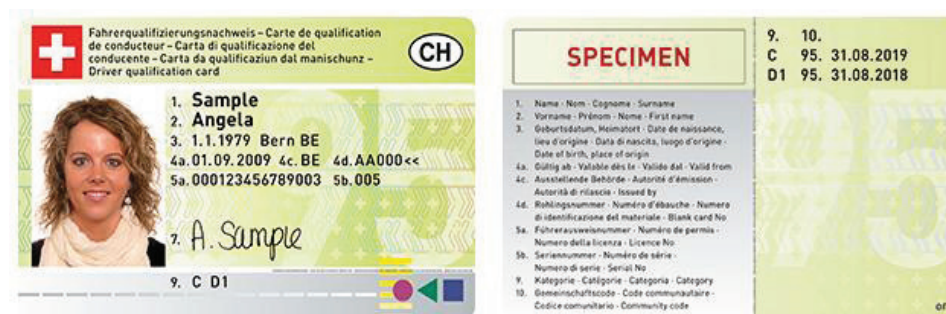 Fahrerqualifizierungsnachweis – Carte de qualification
de conducteur – Carta di qualificazione del
conducente – Carta da qualificaziun dal manischunz –
Driver qualification card
CH
1. Sample
2. Angela
3. 1.1.1979 Bern BE
4a. 01.09.2009 4c. BE 4d. AA000<<
5a. 000123456789003 5b. 005
7. A. Sample
9. C D1
SPECIMEN
1. Name - Nom - Cognome - Surname
2. Vorname - Prénom - Nome - First name
3. Geburtsdatum, Heimatort - Date de naissance,
lieu d'origine - Data di nascita, luogo d'origine -
Date of birth, place of origin
4a. Gültig ab - Valable dès le - Valido dal - Valid from
4c. Ausstellende Behörde - Autorité d'émission -
Autorità di rilascio - Issued by
4d. Rohlingsnummer - Numéro d'ébauche - Numero
di identificazione del materiale - Blank card No
5a. Führerausweisnummer - Numéro de permis -
Numero della licenza - Licence No
5b. Seriennummer - Numéro de série -
Numero di serie - Serial No
9. Kategorie - Catégorie - Categoria - Category
10. Gemeinschaftscode - Code communautaire -
Codice comunitario - Community code
9. 10.
C 95. 31.08.2019
D1 95. 31.08.2018